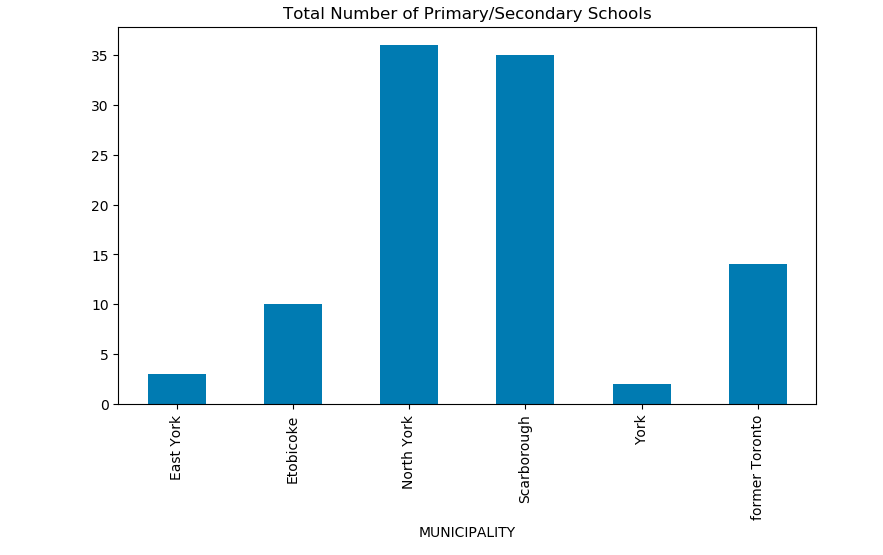 Total Number of Primary/Secondary Schools
35
30
25
20
15
10
5
0
East York
Etobicoke
North York
Scarborough
York
former Toronto
MUNICIPALITY